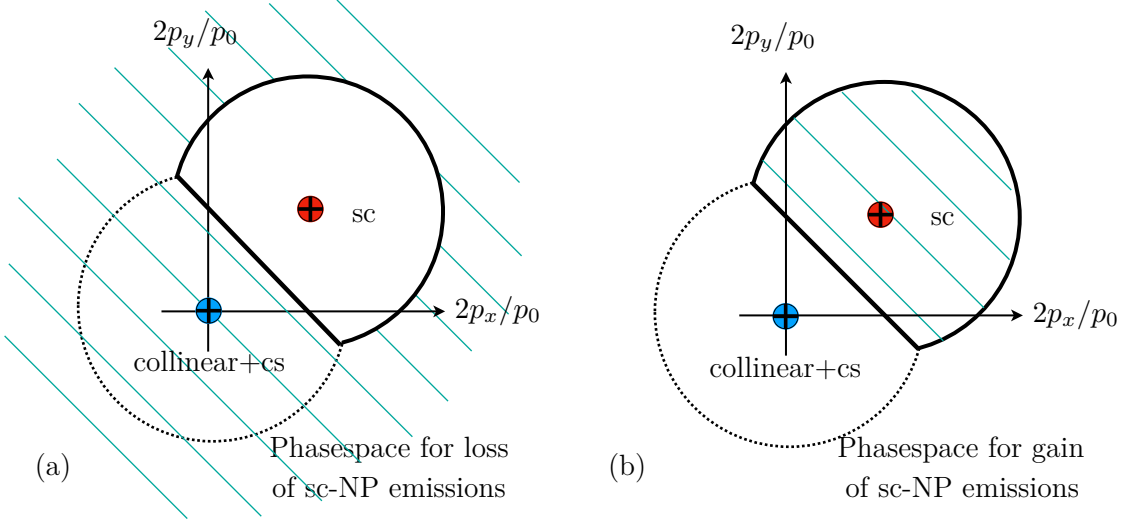 2p_y/p_0
sc
2p_x/p_0
collinear+cs
(a)
Phasespace for loss
of sc-NP emissions
2p_y/p_0
sc
2p_x/p_0
collinear+cs
(b)
Phasespace for gain
of sc-NP emissions